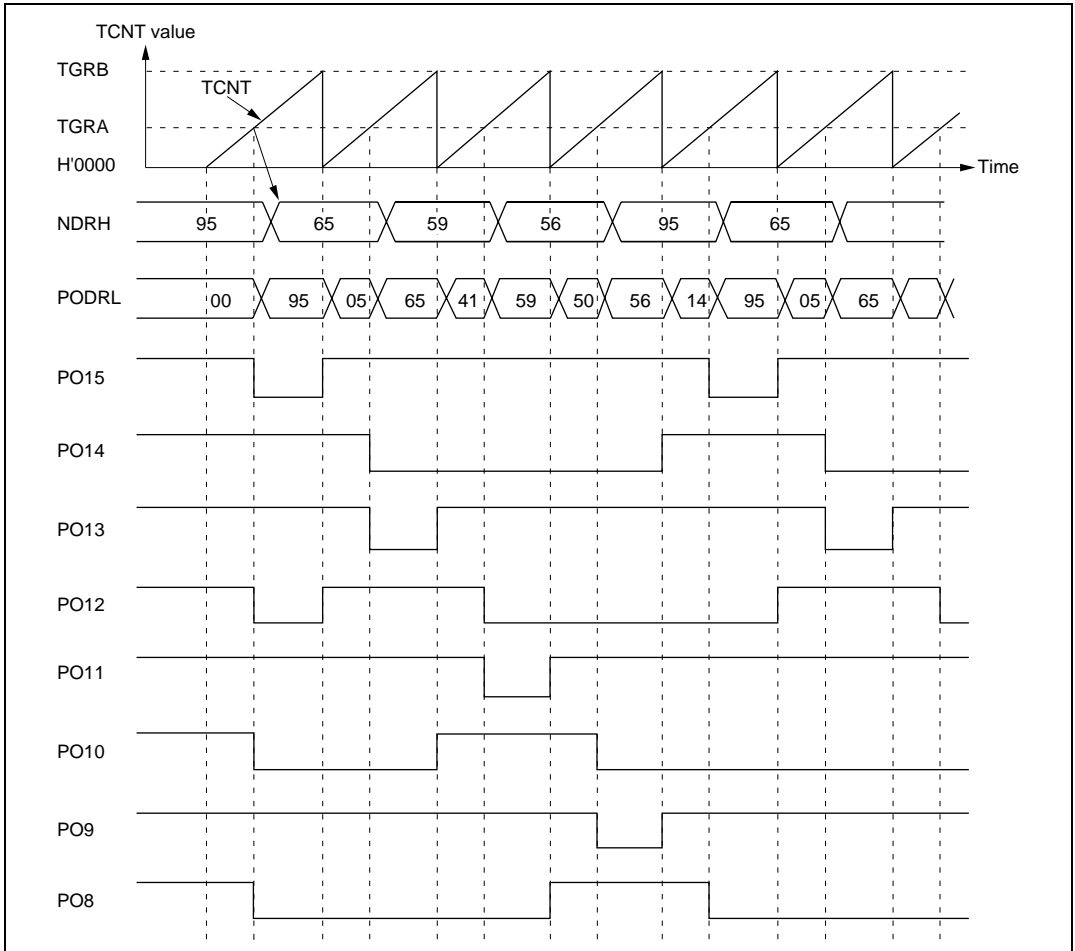 TCNT value
TGRB
TCNT
TGRA
H'0000
Time
NDRH 95 65 59 56 95 65
PODRL 00 95 05 65 41 59 50 56 14 95 05 65
PO15
PO14
PO13
PO12
PO11
PO10
PO9
PO8